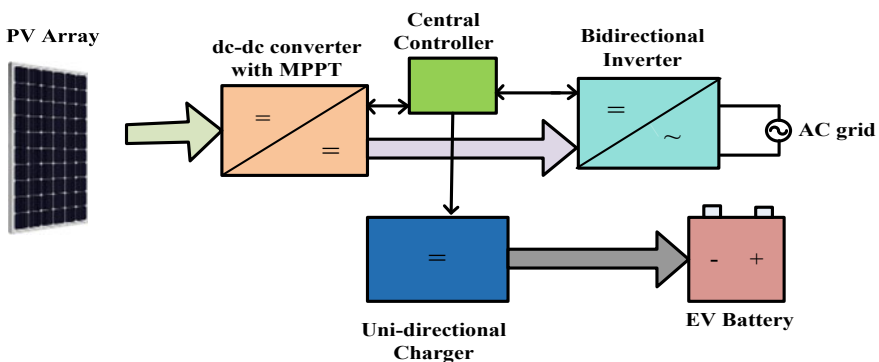 PV Array
dc-dc converter
with MPPT
Central
Controller
Bidirectional
Inverter
=
=
=
~
AC grid
=
- +
Uni-directional
Charger
EV Battery